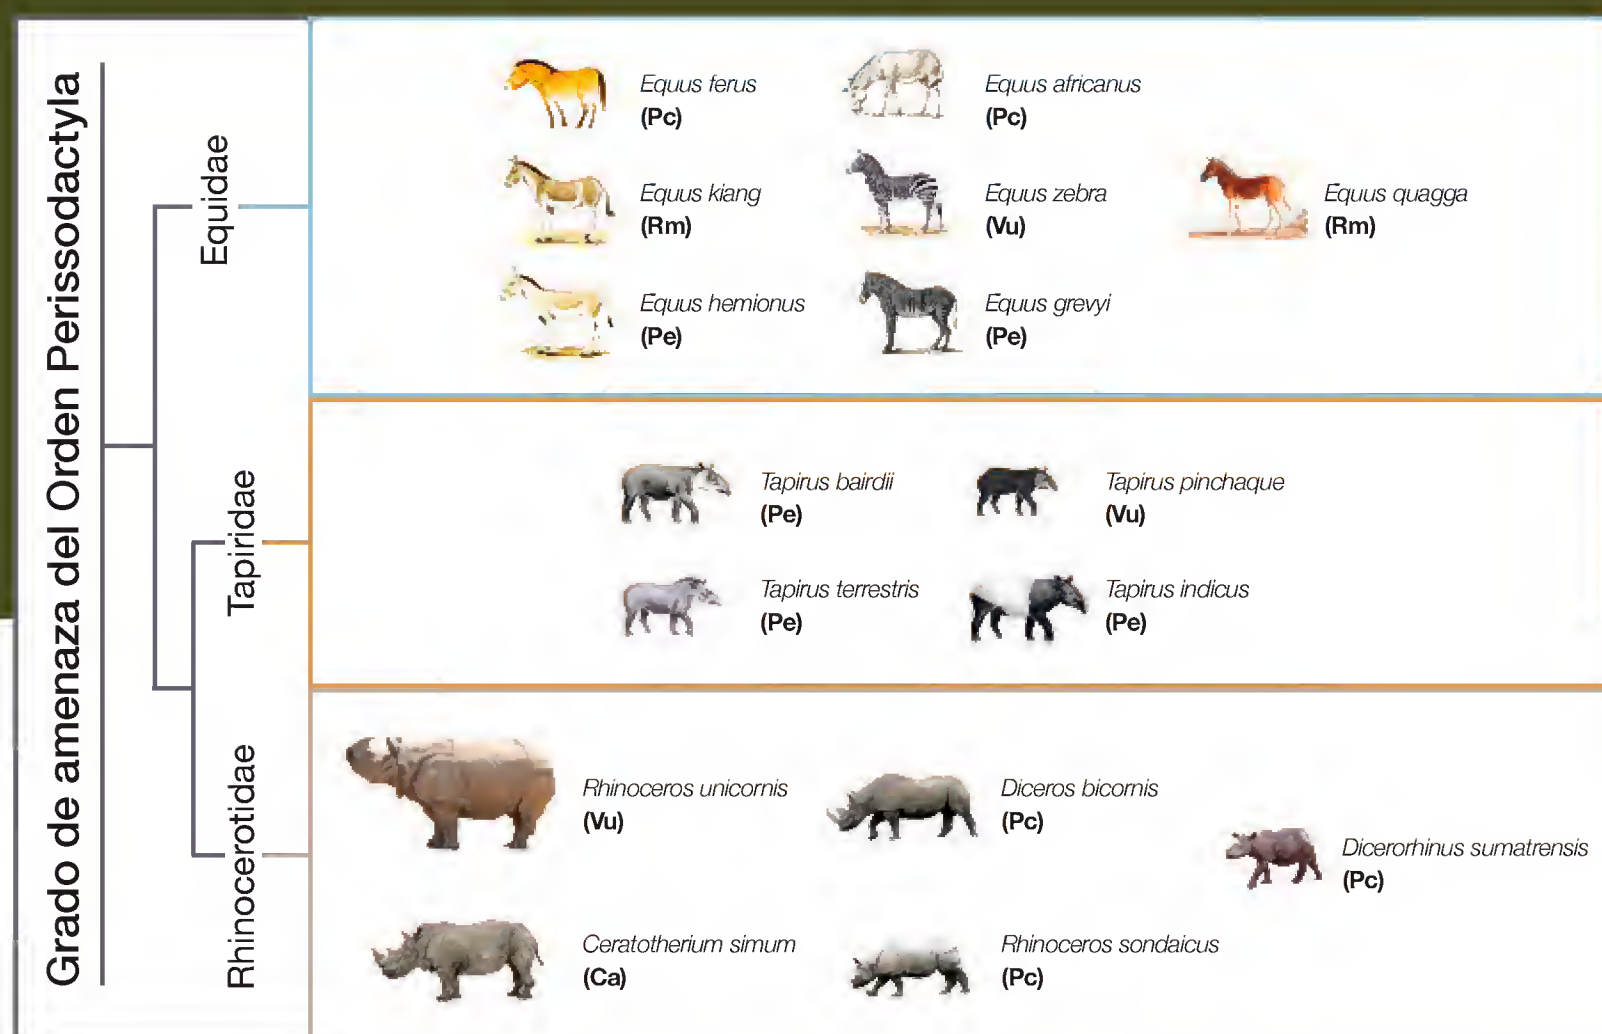 Grado de amenaza del Orden Perissodactyla
Equidae
Equus ferus
(Pc)
Equus africanus
(Pc)
Equus kiang
(Rm)
Equus zebra
(Vu)
Equus quagga
(Rm)
Equus hemionus
(Pe)
Equus grevyi
(Pe)
Tapiridae
Tapirus bairdii
(Pe)
Tapirus pinchaque
(Vu)
Tapirus terrestris
(Pe)
Tapirus indicus
(Pe)
Rhinocerotidae
Rhinoceros unicornis
(Vu)
Diceros bicornis
(Pc)
Dicerorhinus sumatrensis
(Pc)
Ceratotherium simum
(Ca)
Rhinoceros sondaicus
(Pc)